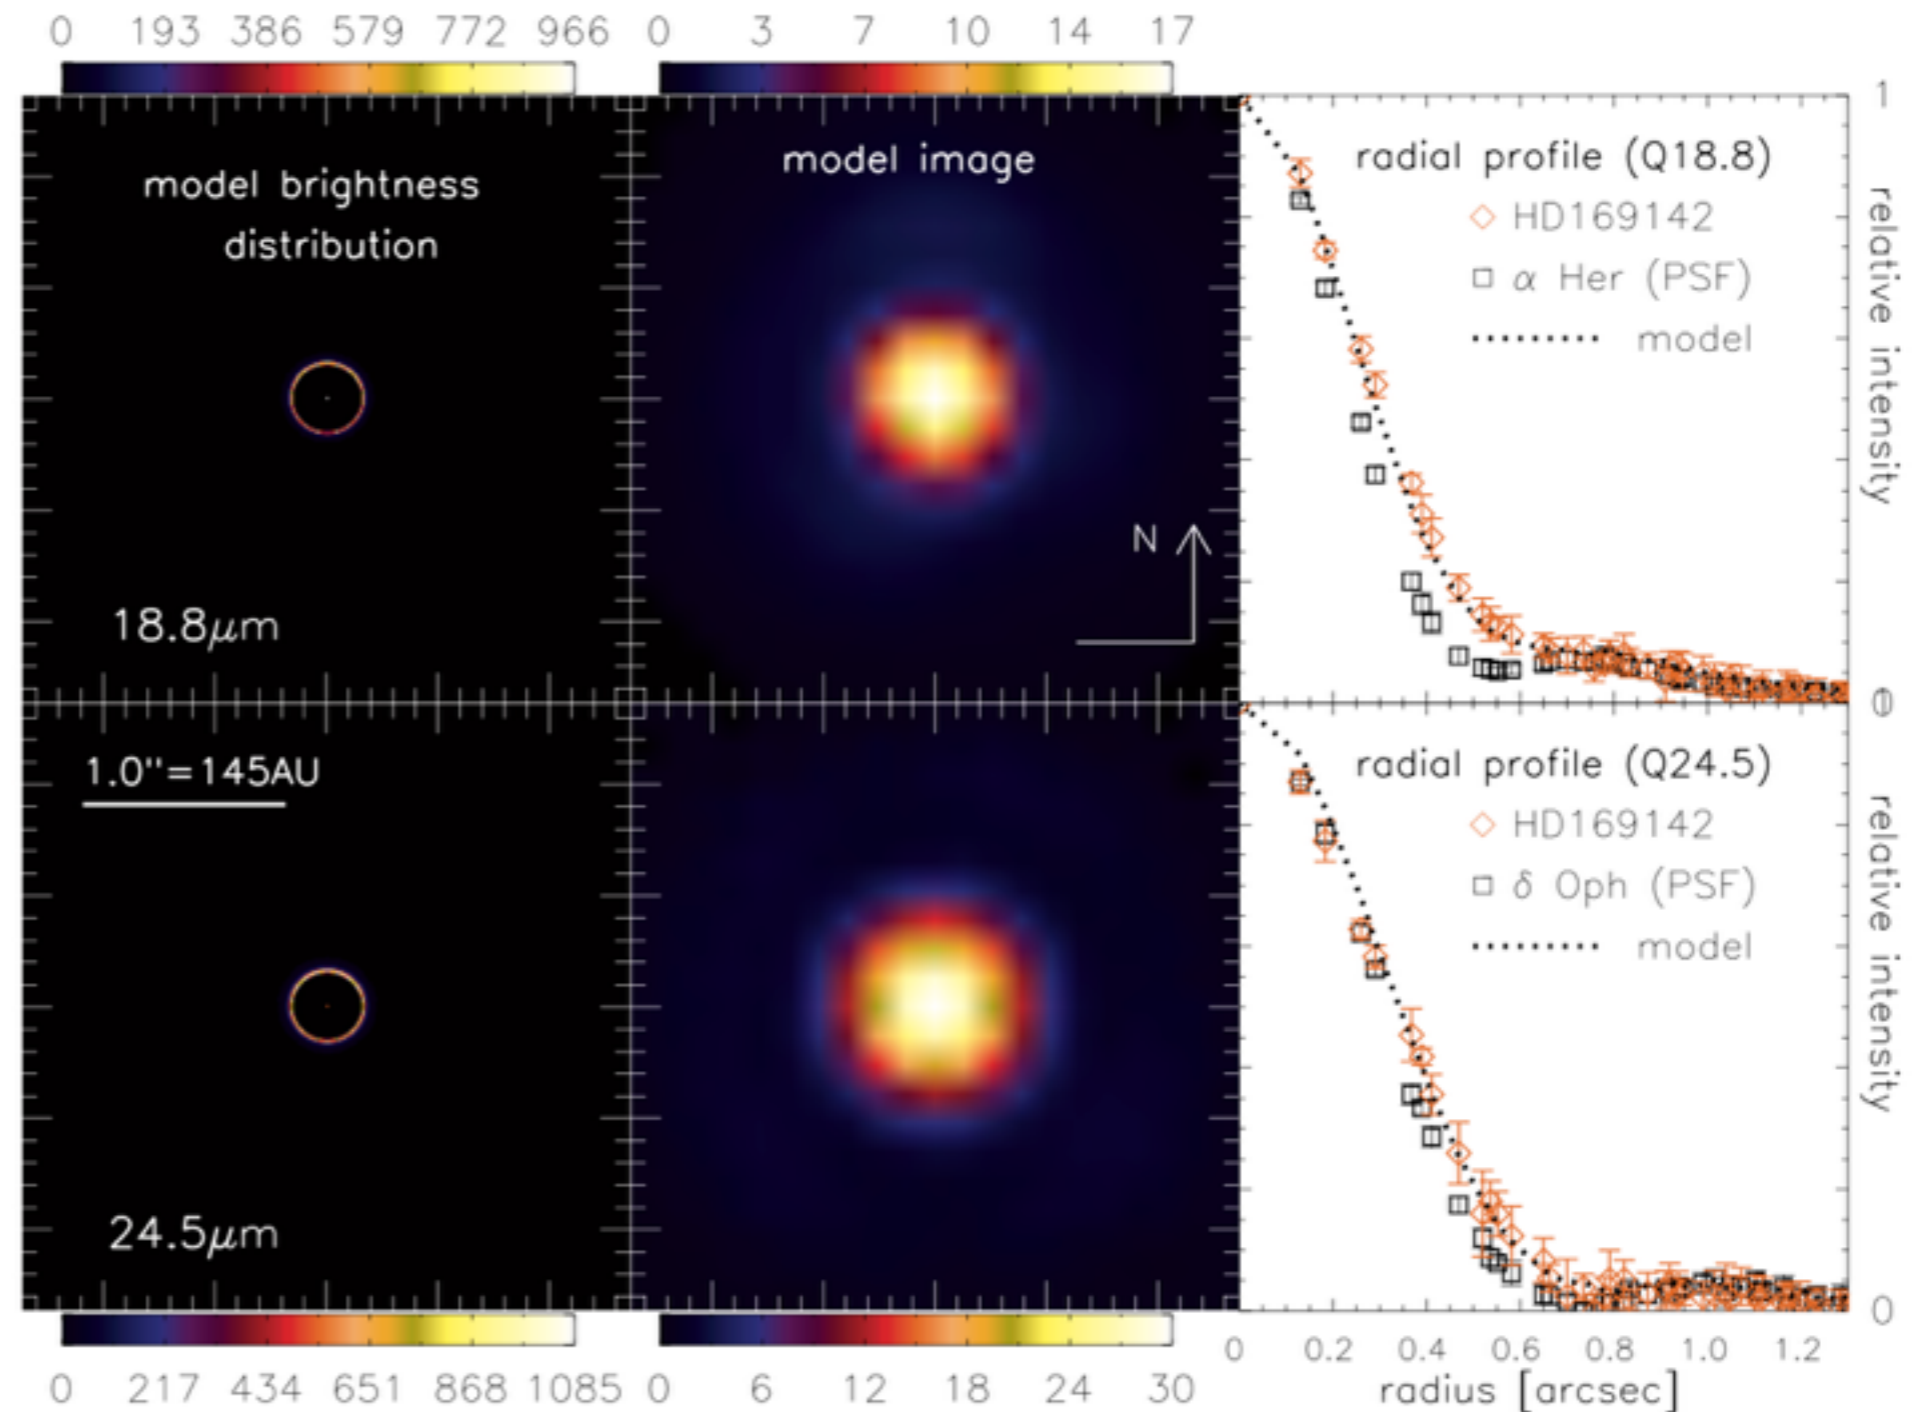 0 193 386 579 772 966
0 3 7 10 14 17
model brightness
distribution
18.8μm
model image
N
1
radial profile (Q18.8)
HD169142
α Her (PSF)
model
relative intensity
0
1.0"=145AU
24.5μm
radial profile (Q24.5)
HD169142
δ Oph (PSF)
model
relative intensity
0
0 0.2 0.4 0.6 0.8 1.0 1.2
radius [arcsec]
0 217 434 651 868 1085
0 6 12 18 24 30